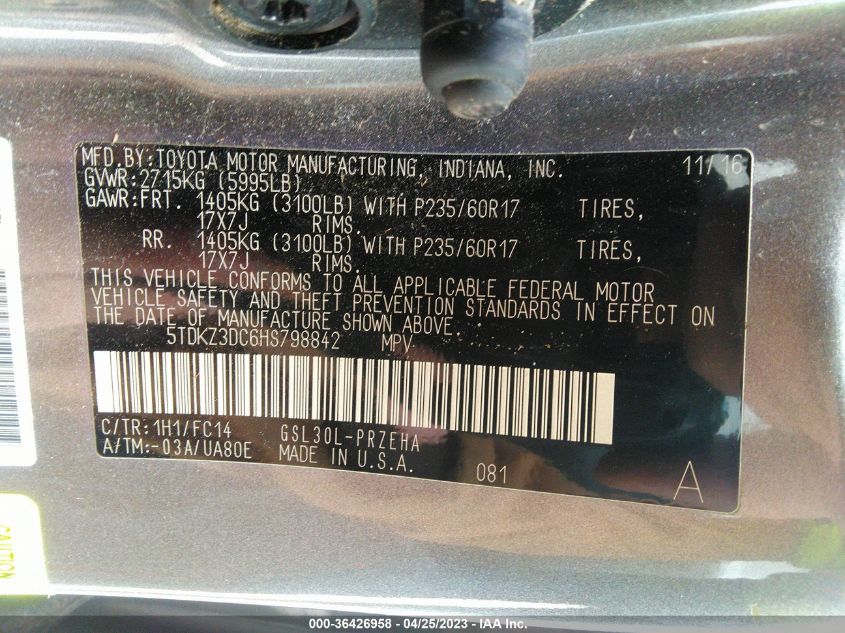 MFD.BY:TOYOTA MOTOR MANUFACTURING, INDIANA, INC. 11/16
GVWR:2715KG (5995LB)
GAWR:FRT. 1405KG (3100LB) WITH P235/60R17 TIRES,
17X7J RIMS.
RR. 1405KG (3100LB) WITH P235/60R17 TIRES,
17X7J RIMS.
THIS VEHICLE CONFORMS TO ALL APPLICABLE FEDERAL MOTOR
VEHICLE SAFETY AND THEFT PREVENTION STANDARDS IN EFFECT ON
THE DATE OF MANUFACTURE SHOWN ABOVE.
5TDKZ3DC6HS798842 MPV
C/TR:1H1/FC14 GSL30L-PRZEHA
A/TM:-03A/UA80E MADE IN U.S.A. 081 A
CAUTION
000-36426958 - 04/25/2023 - IAA Inc.